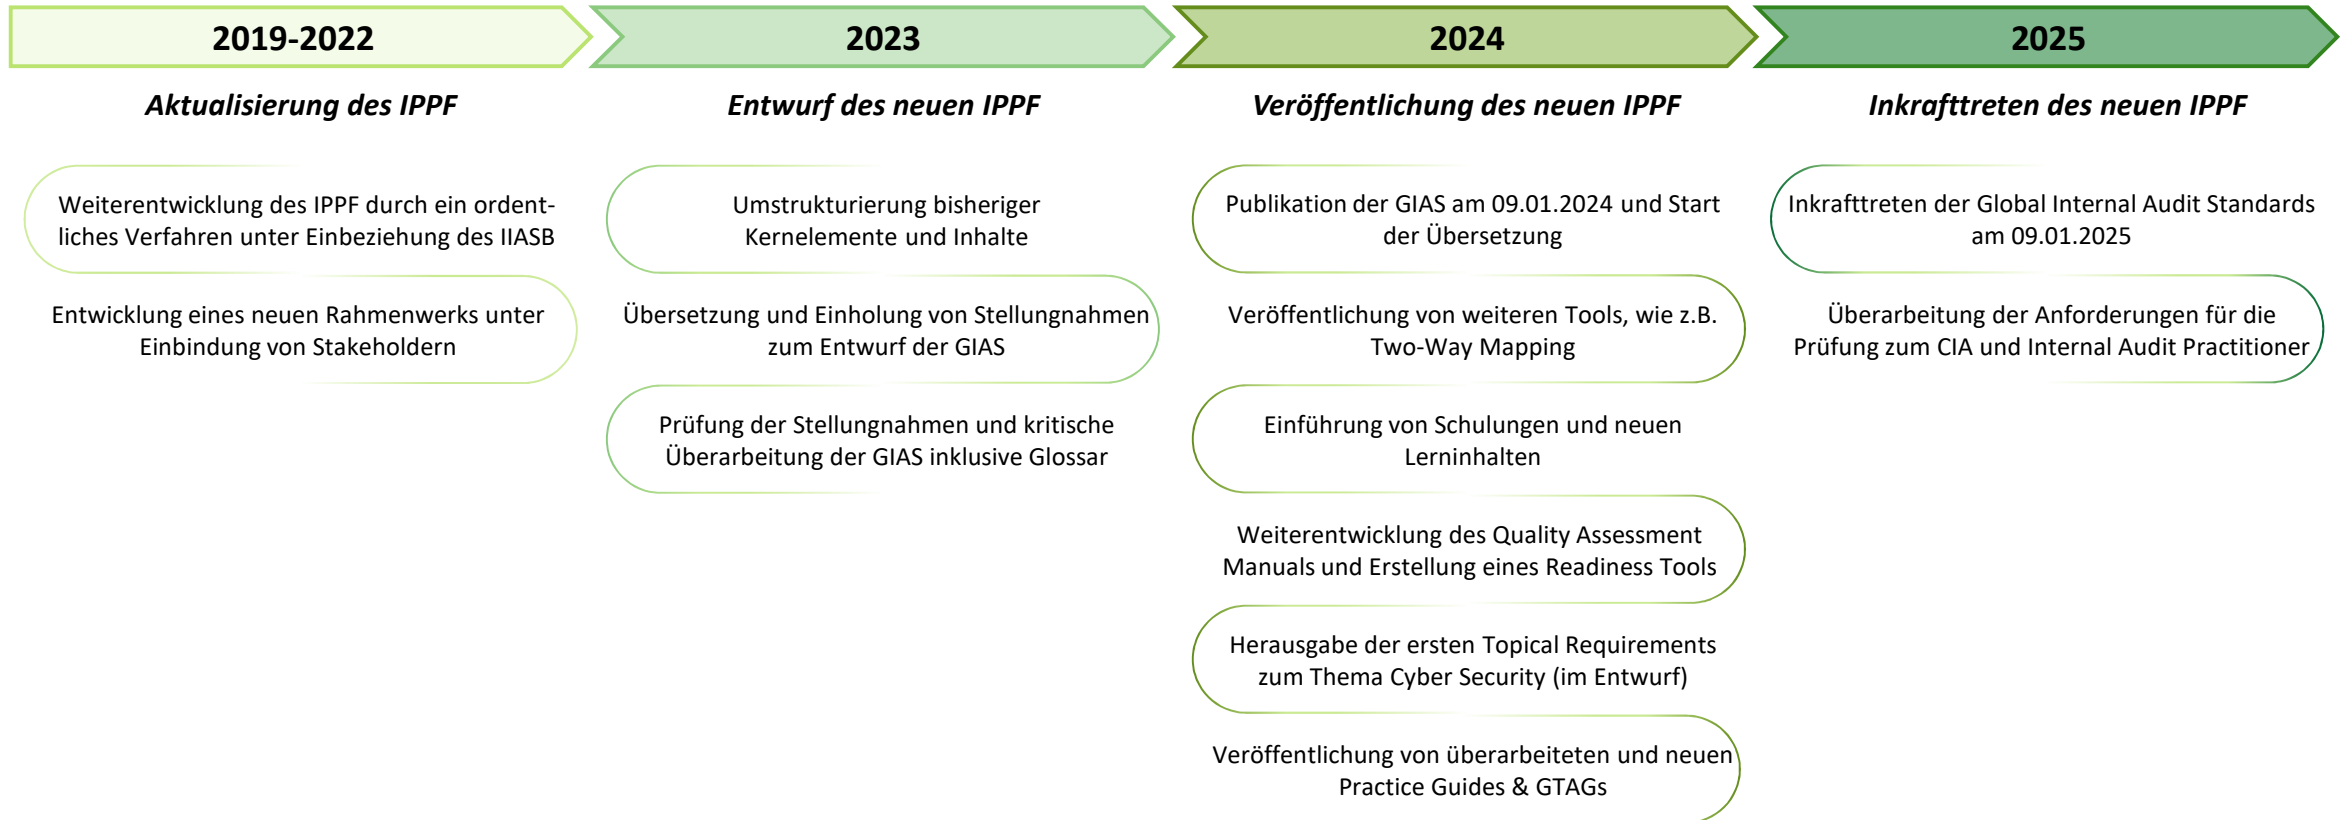 2019-2022
Aktualisierung des IPPF
Weiterentwicklung des IPPF durch ein ordent-
liches Verfahren unter Einbeziehung des IIASB
Entwicklung eines neuen Rahmenwerks unter
Einbindung von Stakeholdern
2023
Entwurf des neuen IPPF
Umstrukturierung bisheriger
Kernelemente und Inhalte
Übersetzung und Einholung von Stellungnahmen
zum Entwurf der GIAS
Prüfung der Stellungnahmen und kritische
Überarbeitung der GIAS inklusive Glossar
2024
Veröffentlichung des neuen IPPF
Publikation der GIAS am 09.01.2024 und Start
der Übersetzung
Veröffentlichung von weiteren Tools, wie z.B.
Two-Way Mapping
Einführung von Schulungen und neuen
Lerninhalten
Weiterentwicklung des Quality Assessment
Manuals und Erstellung eines Readiness Tools
Herausgabe der ersten Topical Requirements
zum Thema Cyber Security (im Entwurf)
Veröffentlichung von überarbeiteten und neuen
Practice Guides & GTAGs
2025
Inkrafttreten des neuen IPPF
Inkrafttreten der Global Internal Audit Standards
am 09.01.2025
Überarbeitung der Anforderungen für die
Prüfung zum CIA und Internal Audit Practitioner